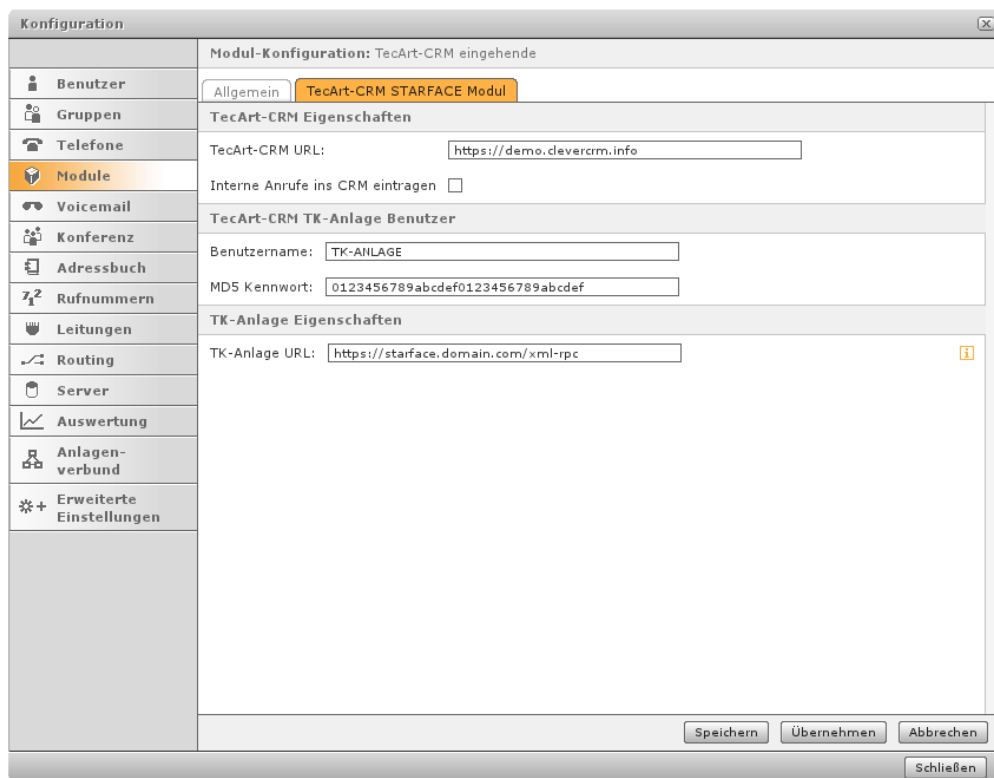 Konfiguration
Modul-Konfiguration: TecArt-CRM eingehende
Benutzer
Gruppen
Telefone
Module
Voicemail
Konferenz
Adressbuch
Rufnummern
Leitungen
Routing
Server
Auswertung
Anlagen-
verbund
Erweiterte
Einstellungen
Allgemein
TecArt-CRM STARFACE Modul
TecArt-CRM Eigenschaften
TecArt-CRM URL: https://demo.clevercrm.info
Interne Anrufe ins CRM eintragen
TecArt-CRM TK-Anlage Benutzer
Benutzername: TK-ANLAGE
MD5 Kennwort: 0123456789abcdef0123456789abcdef
TK-Anlage Eigenschaften
TK-Anlage URL: https://starface.domain.com/xml-rpc
Speichern Übernehmen Abbrechen
Schließen